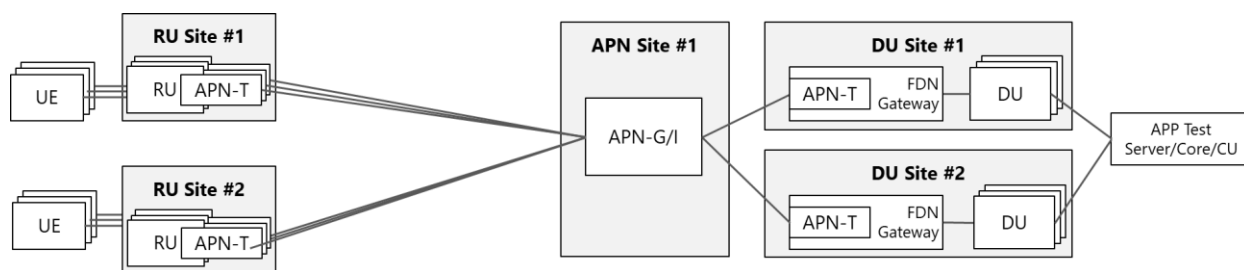 RU Site #1
UE
RU
APN-T
RU Site #2
UE
RU
APN-T
APN Site #1
APN-G/I
DU Site #1
APN-T
FDN
Gateway
DU
DU Site #2
APN-T
FDN
Gateway
DU
APP Test
Server/Core/CU